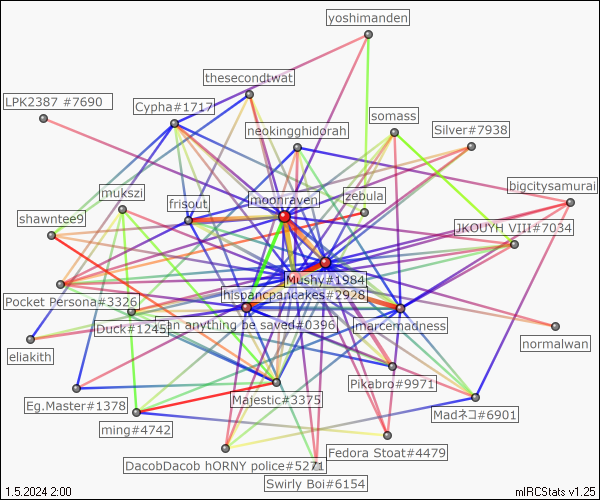 yoshimanden
thesecondtwat
LPK2387 #7690
Cypha#1717
somass
neokingghidorah
Silver#7938
mukszi
frisout
moonraven
zebula
bigcitysamurai
shawntee9
JKOUYH VIII#7034
Mushy#1984
Pocket Persona#3326
hispancpancakes#2928
Duck#1245
can anything be saved#0396
marcemadness
normalwan
eliakith
Pikabro#9971
Eg.Master#1378
Majestic#3375
Madネコ#6901
ming#4742
Fedora Stoat#4479
DacobDacob hORNY police#5271
Swirly Boi#6154
1.5.2024 2:00
mIRCStats v1.25